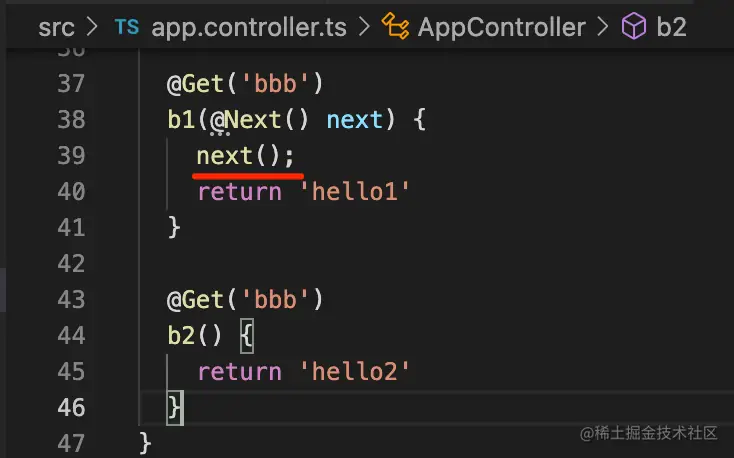 src > TS app.controller.ts > AppController > b2
36
37 @Get('bbb')
38 b1(@Next() next) {
39 next();
40 return 'hello1'
41 }
42
43 @Get('bbb')
44 b2() {
45 return 'hello2'
46 }
47 }
@稀土掘金技术社区